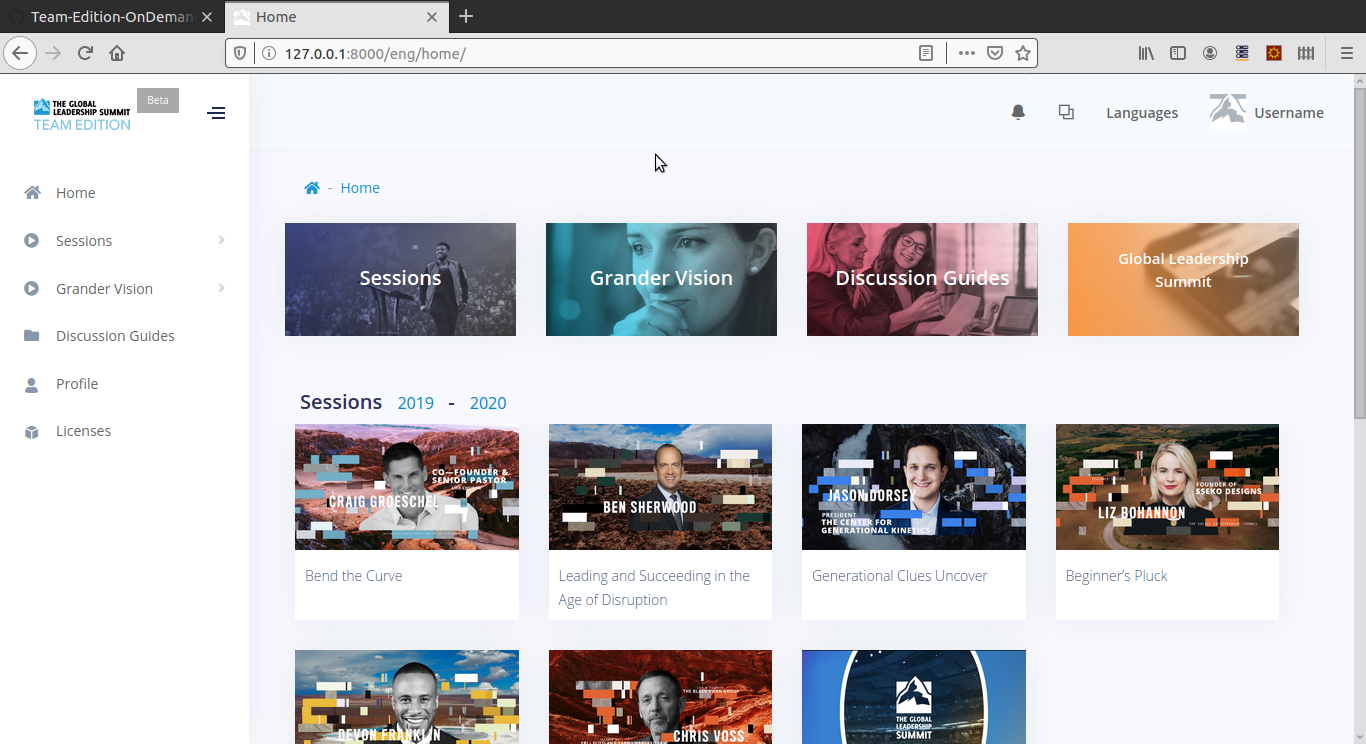 Team-Edition-OnDeman
Home
127.0.0.1:8000/eng/home/
THE GLOBAL
LEADERSHIP SUMMIT
TEAM EDITION
Beta
Languages
Username
Home
Sessions
Grander Vision
Discussion Guides
Profile
Licenses
- Home
Sessions
Grander Vision
Discussion Guides
Global Leadership
Summit
Sessions 2019 - 2020
CO—FOUNDER &
SENIOR PASTOR
CRAIG GROESCHEL
Bend the Curve
BEN SHERWOOD
Leading and Succeeding in the
Age of Disruption
JASON DORSEY
PRESIDENT
THE CENTER FOR
GENERATIONAL KINETICS
Generational Clues Uncover
FOUNDER OF
SSEKO DESIGNS
LIZ BOHANNON
Beginner's Pluck
DEVON FRANKLIN
THE BLACK SWAN GROUP
CHRIS VOSS
THE GLOBAL
LEADERSHIP
SUMMIT